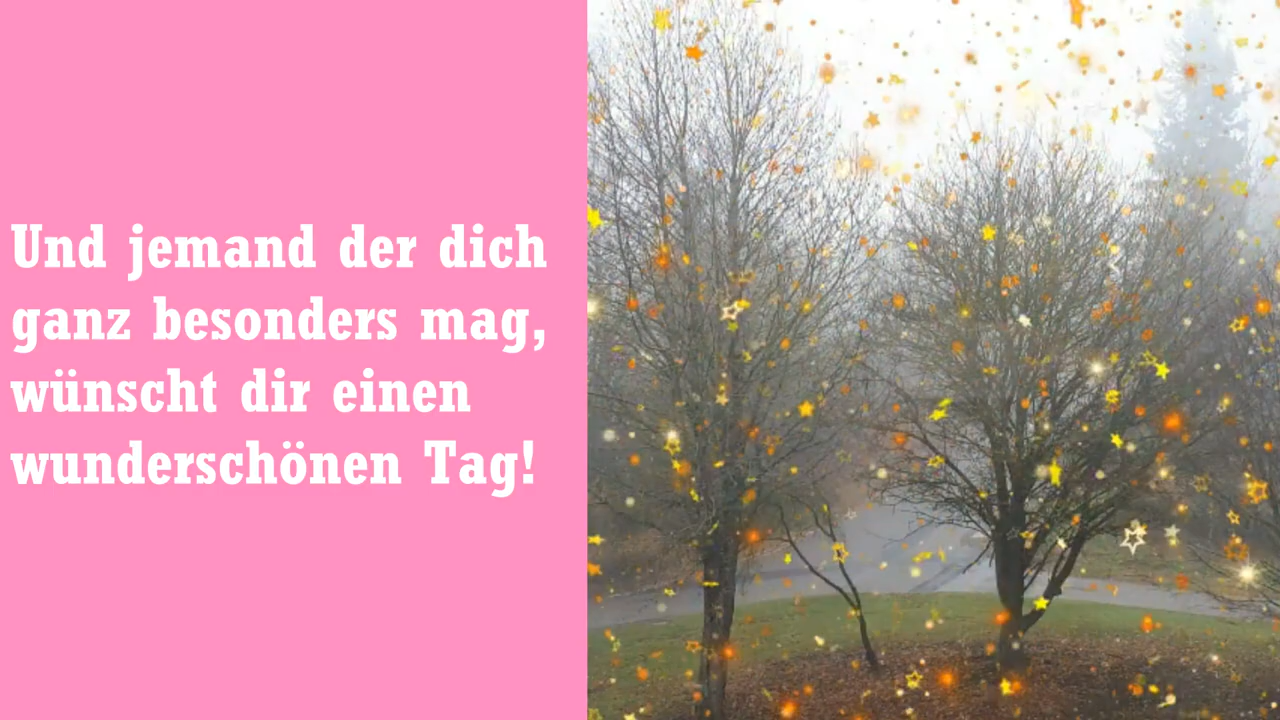 Und jemand der dich
ganz besonders mag,
wünscht dir einen
wunderschönen Tag!